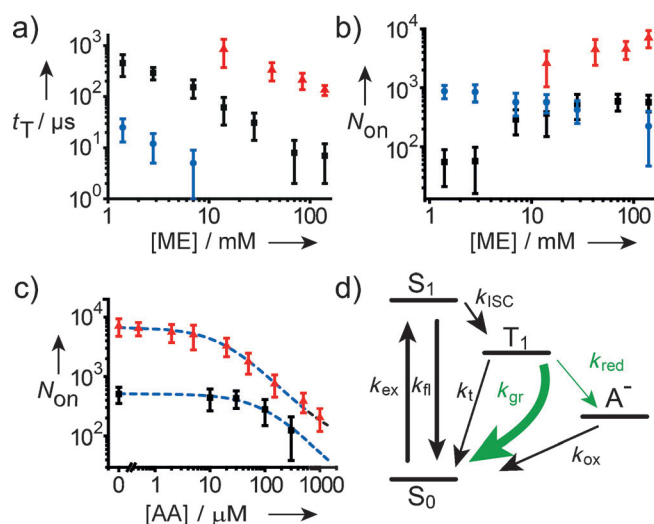 a)
t_T / μs
10³
10²
10¹
10⁰
1 10 100
[ME] / mM
b)
N_on
10⁴
10³
10²
1 10 100
[ME] / mM
c)
N_on
10⁴
10³
10²
0 1 10 100 1000
[AA] / μM
d)
S₁
k_ISC
T₁
k_ex k_fl k_t k_gr k_red
A⁻
k_ox
S₀